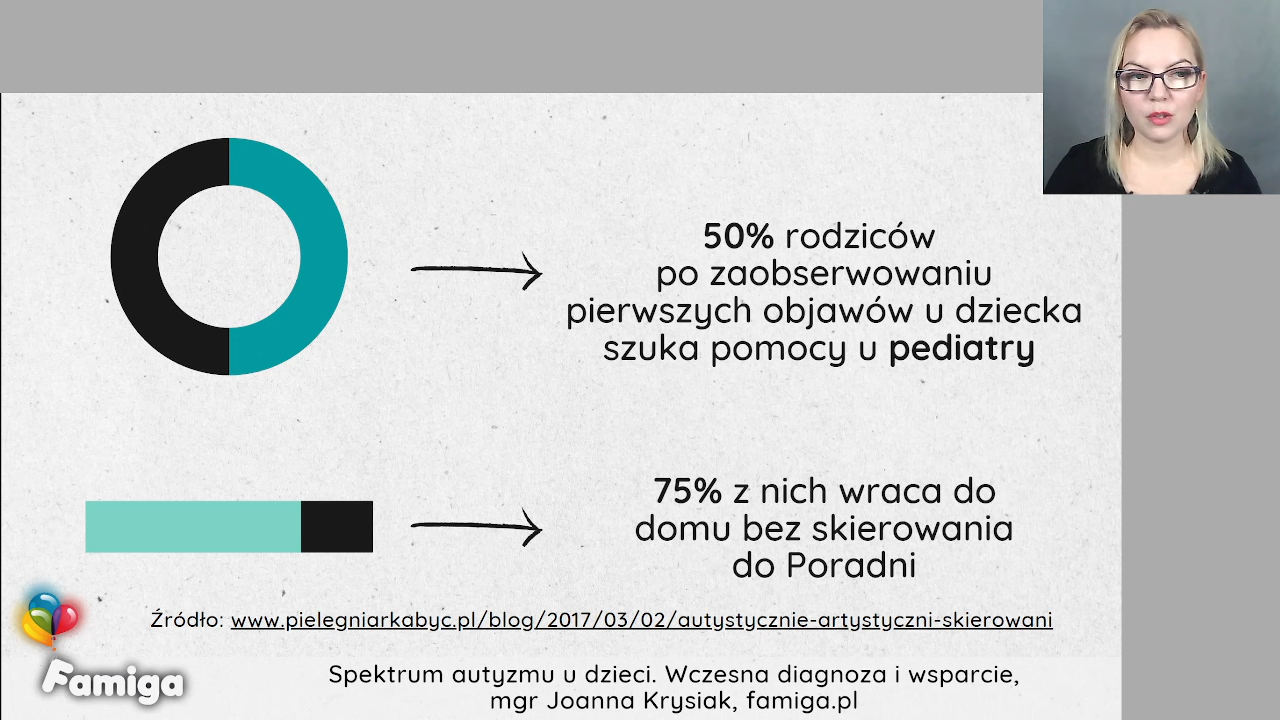 50% rodziców
po zaobserwowaniu
pierwszych objawów u dziecka
szuka pomocy u pediatry
75% z nich wraca do
domu bez skierowania
do Poradni
Źródło: www.pielegniarkabyc.pl/blog/2017/03/02/autystycznie-artystyczni-skierowani
Famiga
Spektrum autyzmu u dzieci. Wczesna diagnoza i wsparcie,
mgr Joanna Krysiak, famiga.pl